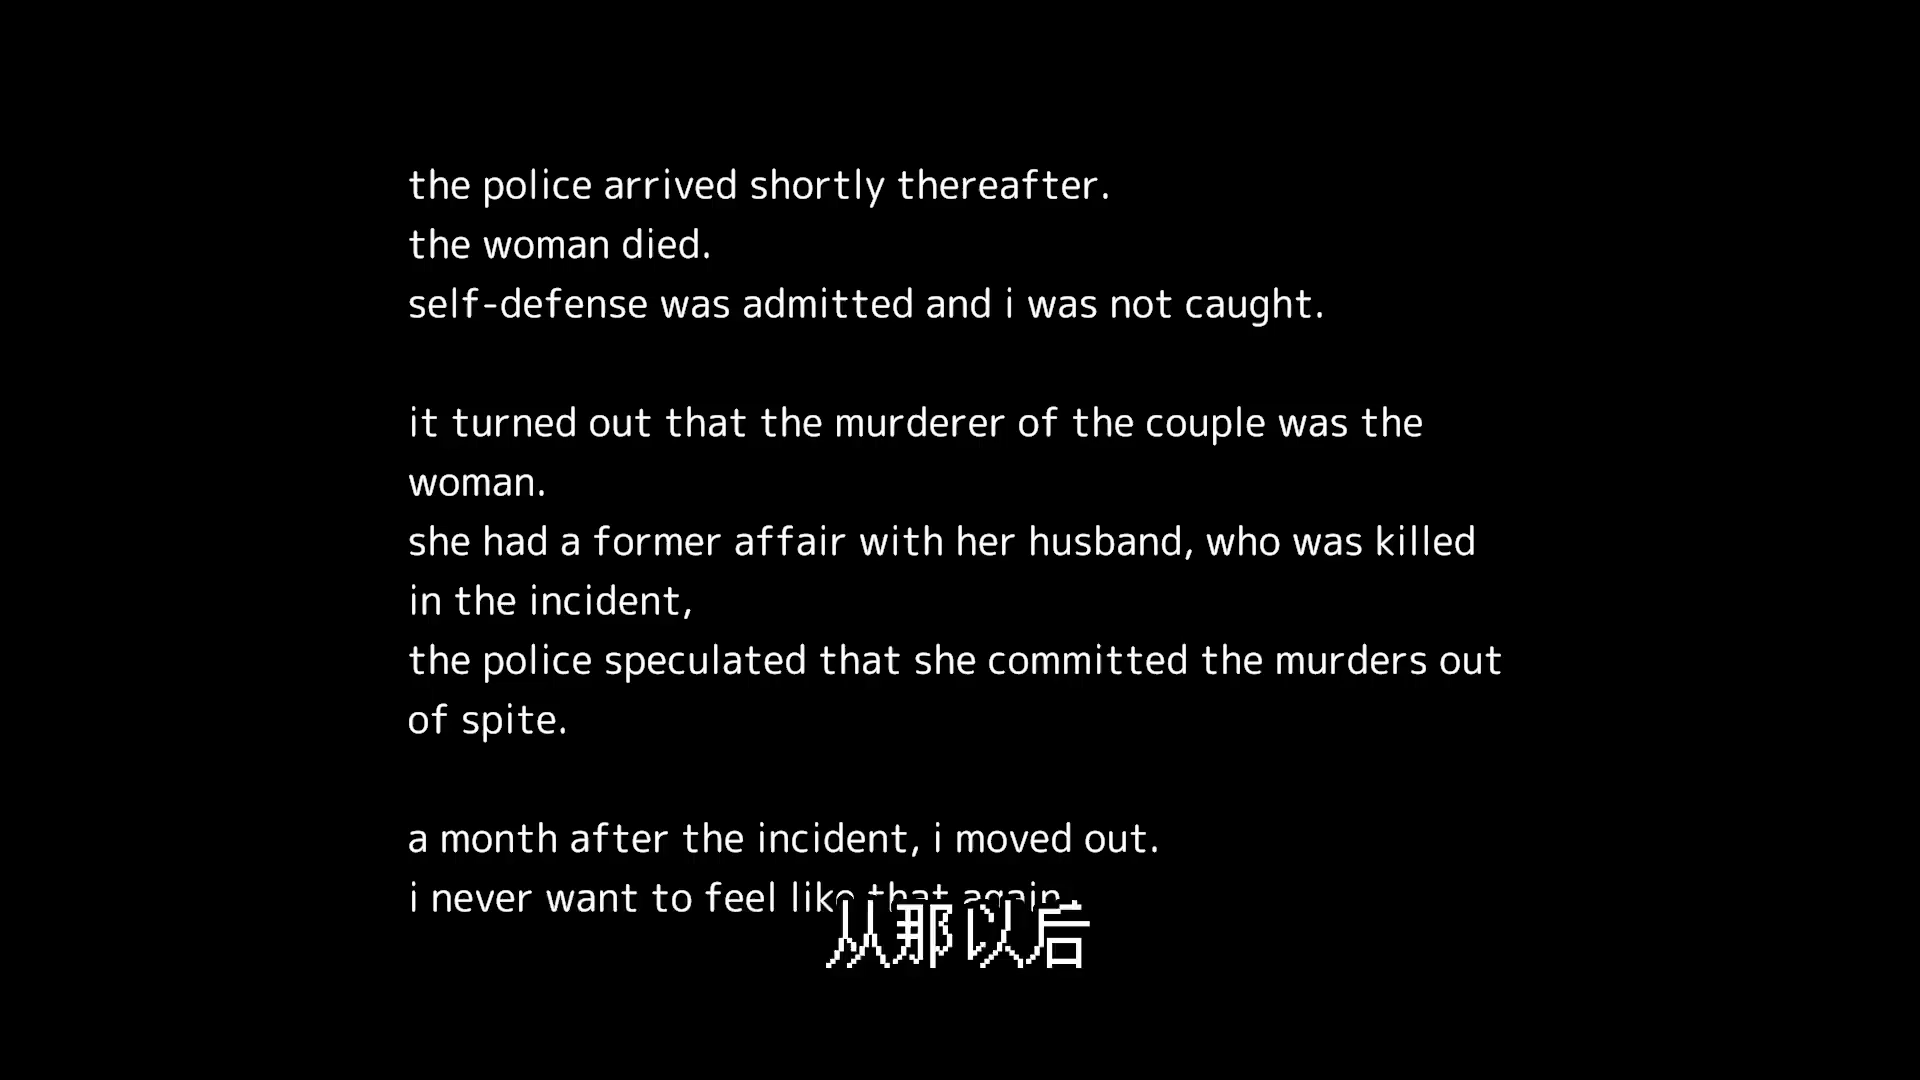 the police arrived shortly thereafter.
the woman died.
self-defense was admitted and i was not caught.
it turned out that the murderer of the couple was the
woman.
she had a former affair with her husband, who was killed
in the incident,
the police speculated that she committed the murders out
of spite.
a month after the incident, i moved out.
i never want to feel like that again.
从那以后